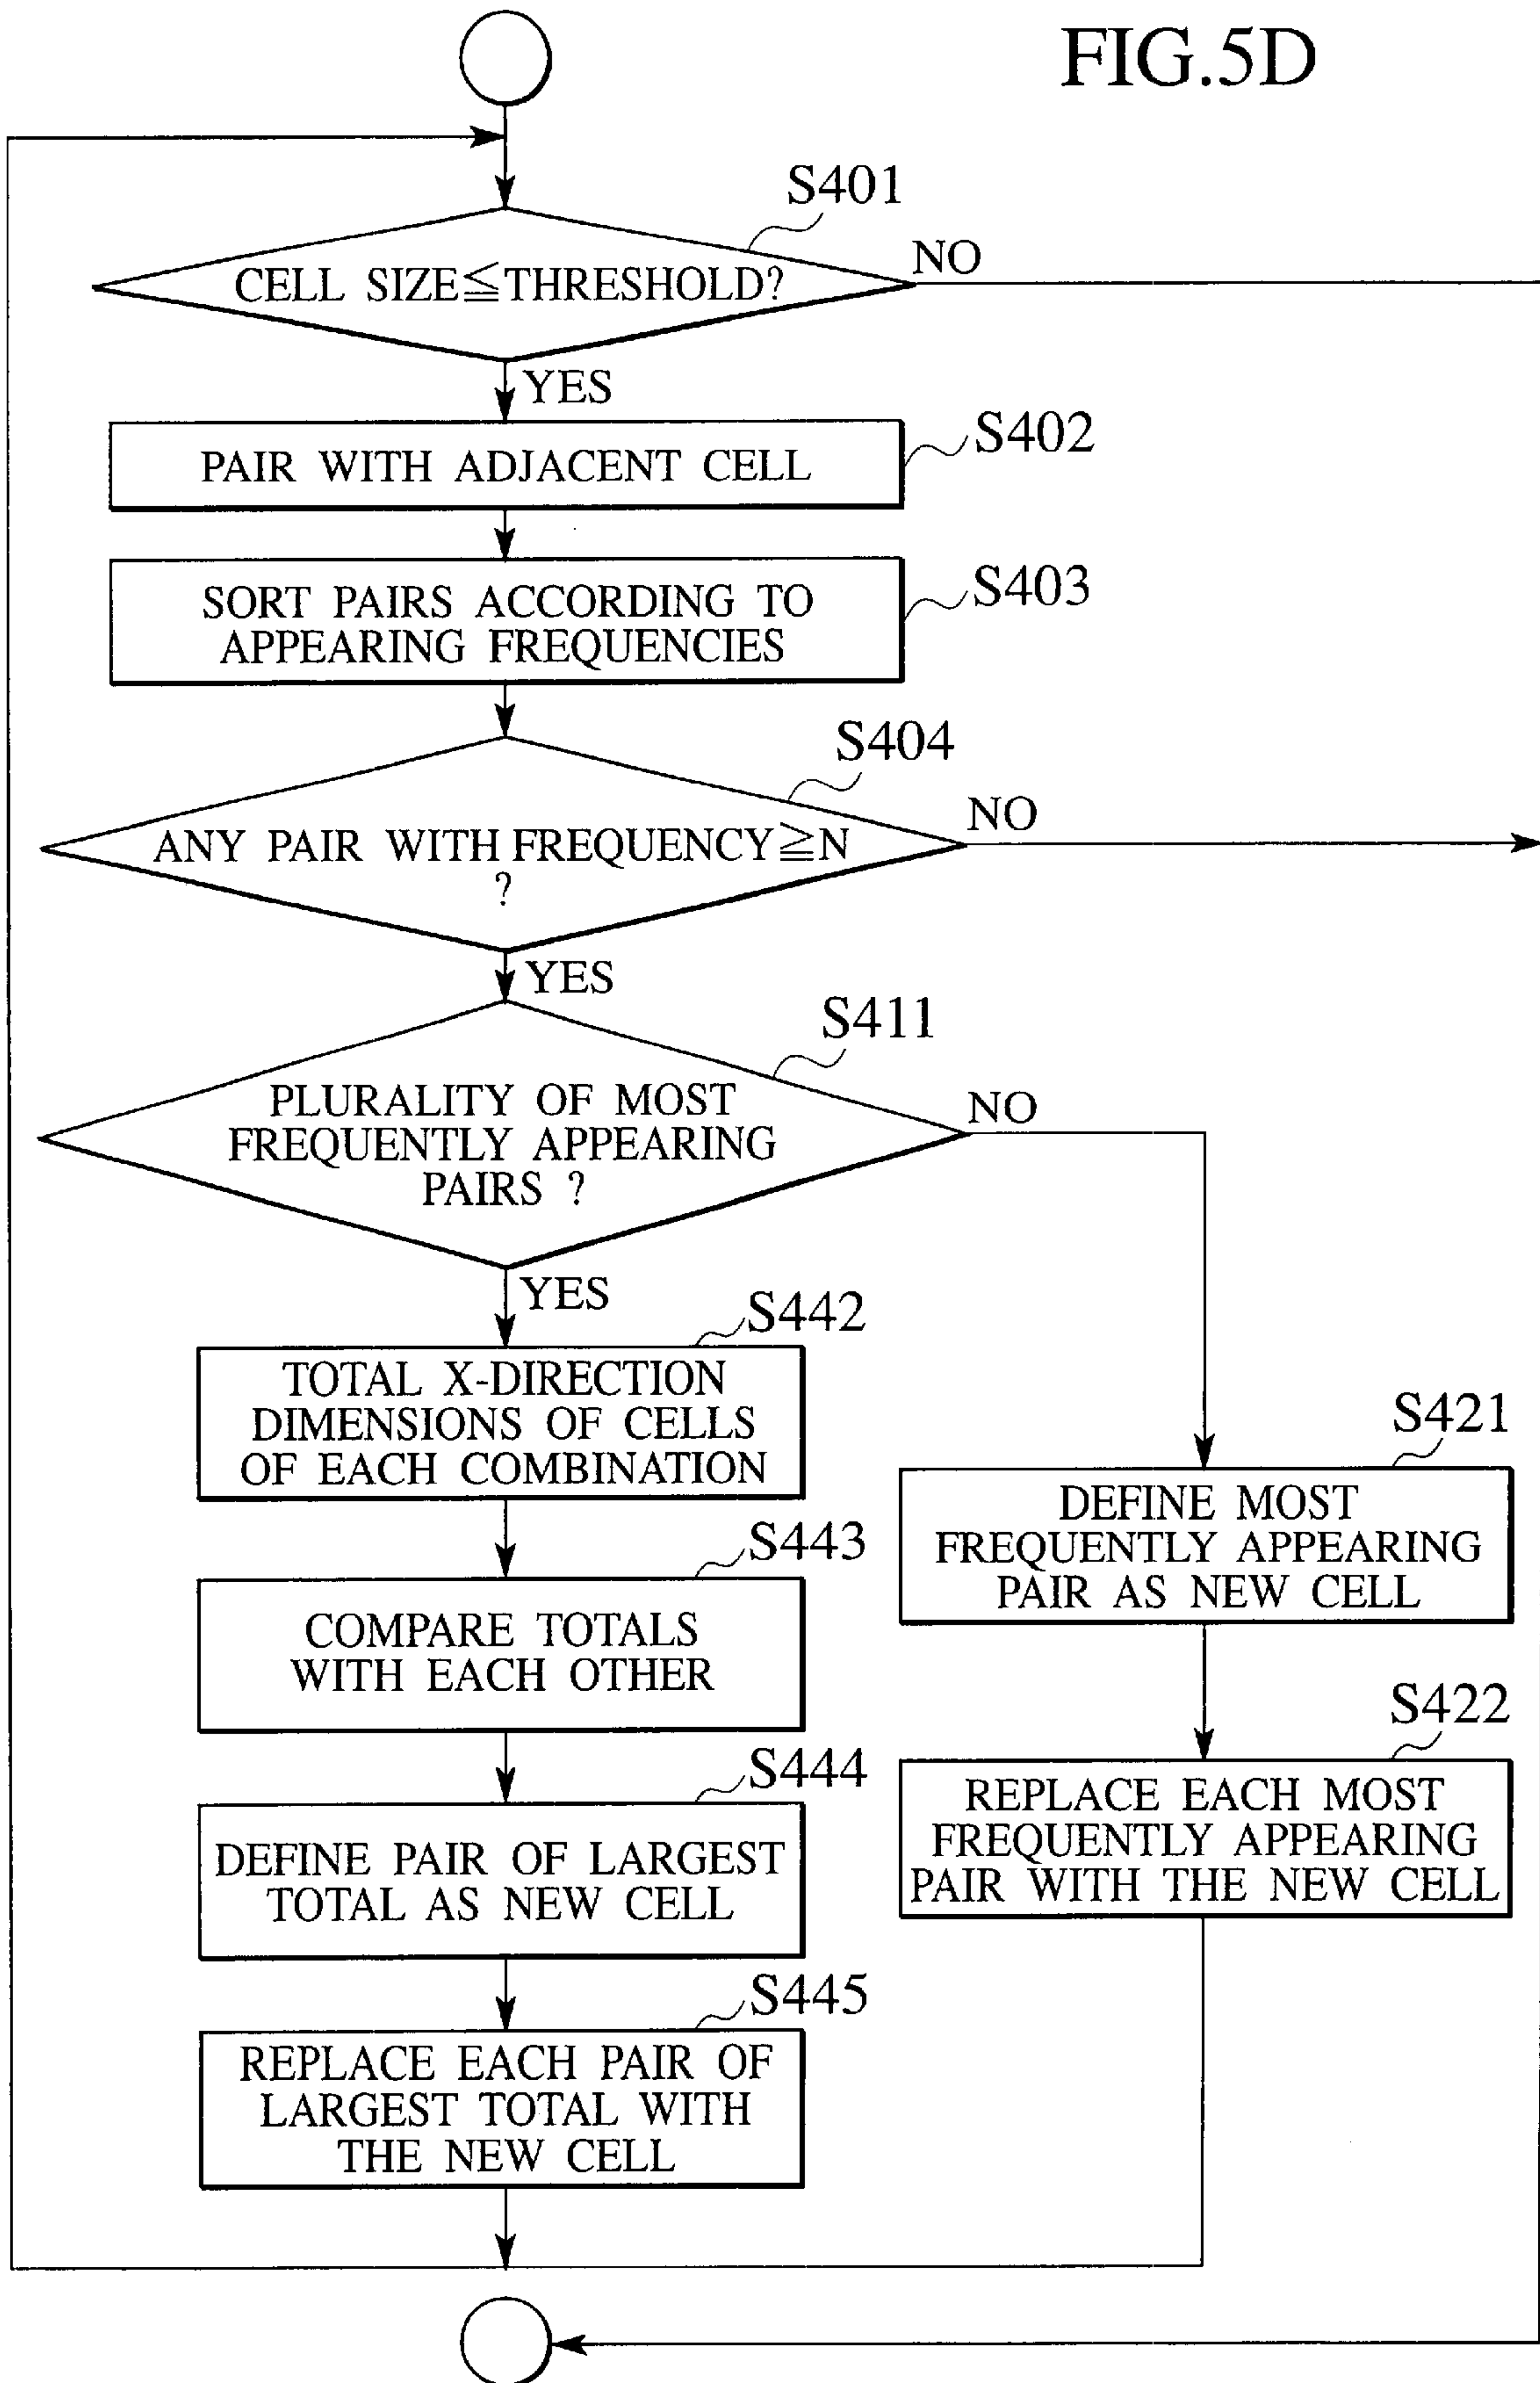 FIG.5D
S401
CELL SIZE≦THRESHOLD?
NO
YES
S402
PAIR WITH ADJACENT CELL
S403
SORT PAIRS ACCORDING TO
APPEARING FREQUENCIES
S404
ANY PAIR WITH FREQUENCY≧N
?
NO
YES
S411
PLURALITY OF MOST
FREQUENTLY APPEARING
PAIRS ?
NO
YES
S442
TOTAL X-DIRECTION
DIMENSIONS OF CELLS
OF EACH COMBINATION
S443
COMPARE TOTALS
WITH EACH OTHER
S444
DEFINE PAIR OF LARGEST
TOTAL AS NEW CELL
S445
REPLACE EACH PAIR OF
LARGEST TOTAL WITH
THE NEW CELL
S421
DEFINE MOST
FREQUENTLY APPEARING
PAIR AS NEW CELL
S422
REPLACE EACH MOST
FREQUENTLY APPEARING
PAIR WITH THE NEW CELL